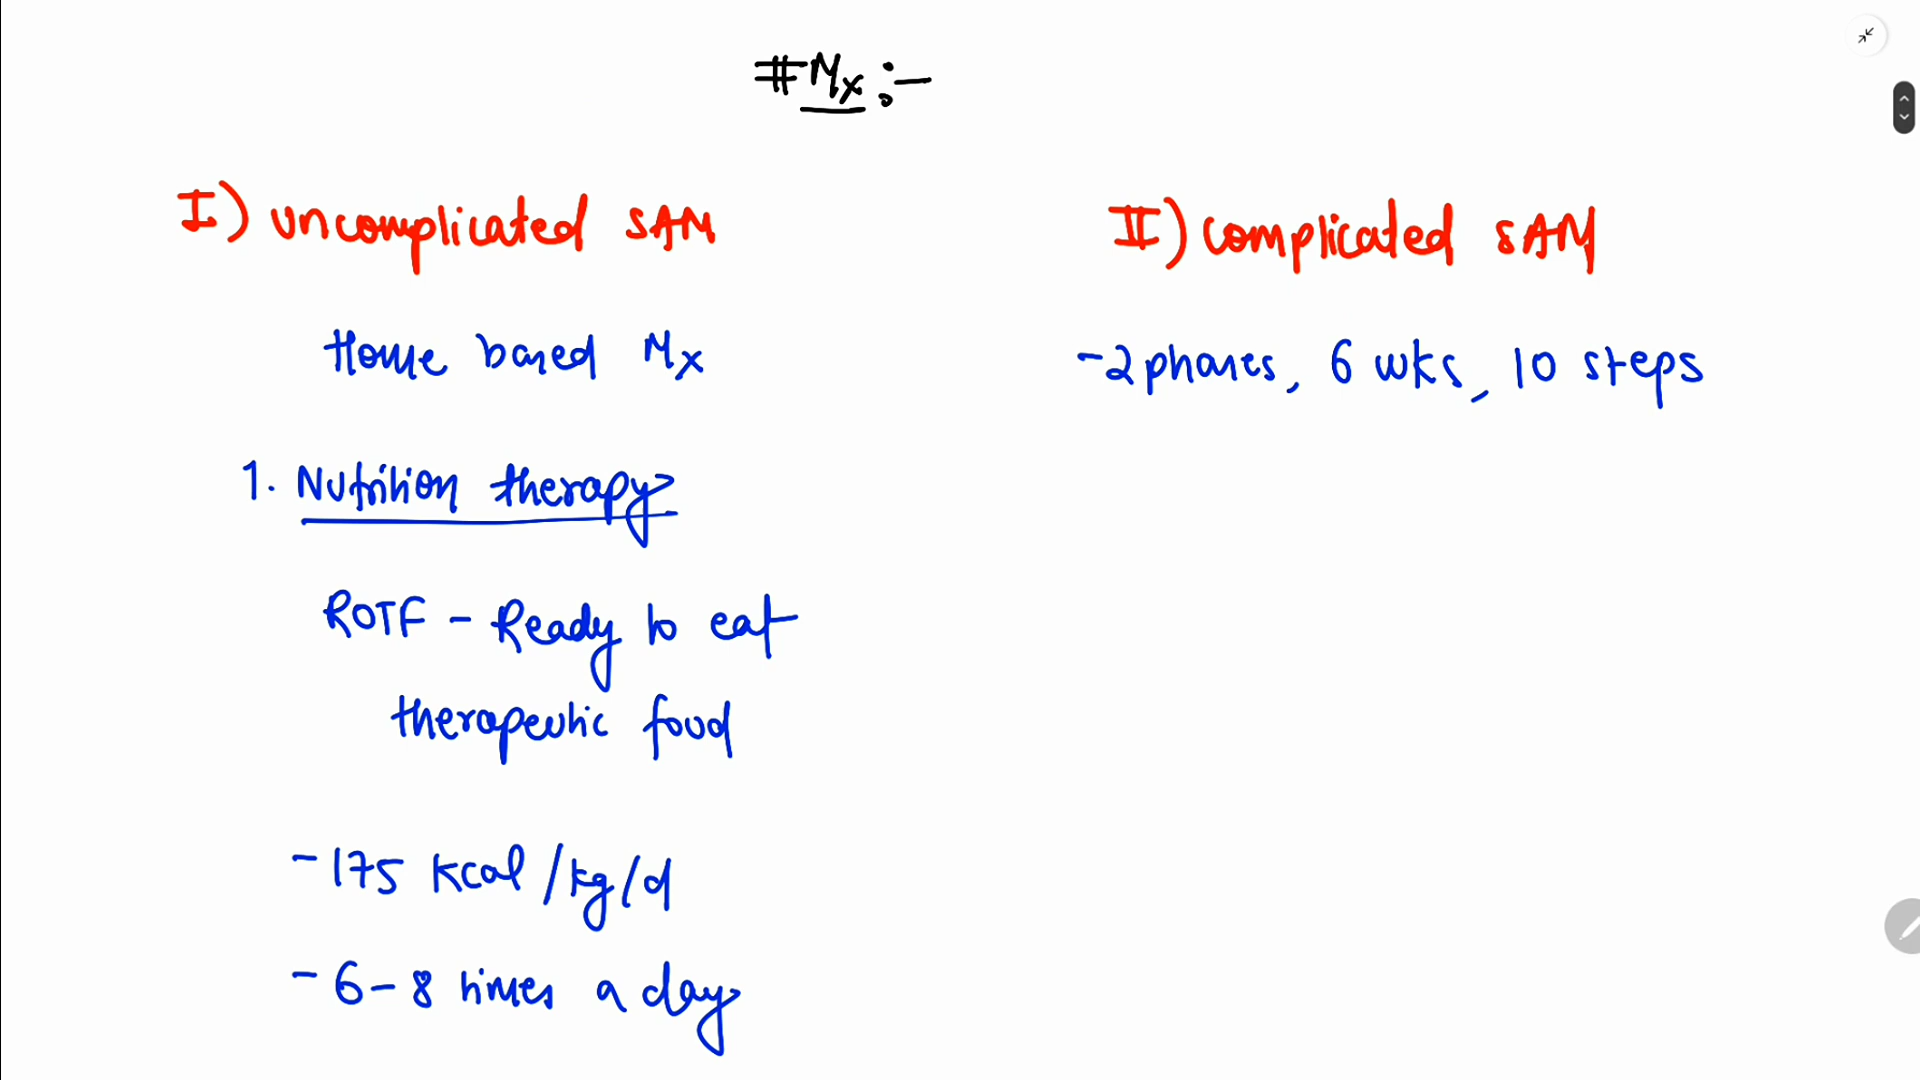 #Mx:-
I) uncomplicated SAM
Home based Mx
1. Nutrition therapy
ROTF - Ready to eat
therapeutic food
- 175 Kcal/kg/d
- 6-8 times a day
II) complicated SAM
- 2 phases, 6 wks, 10 steps